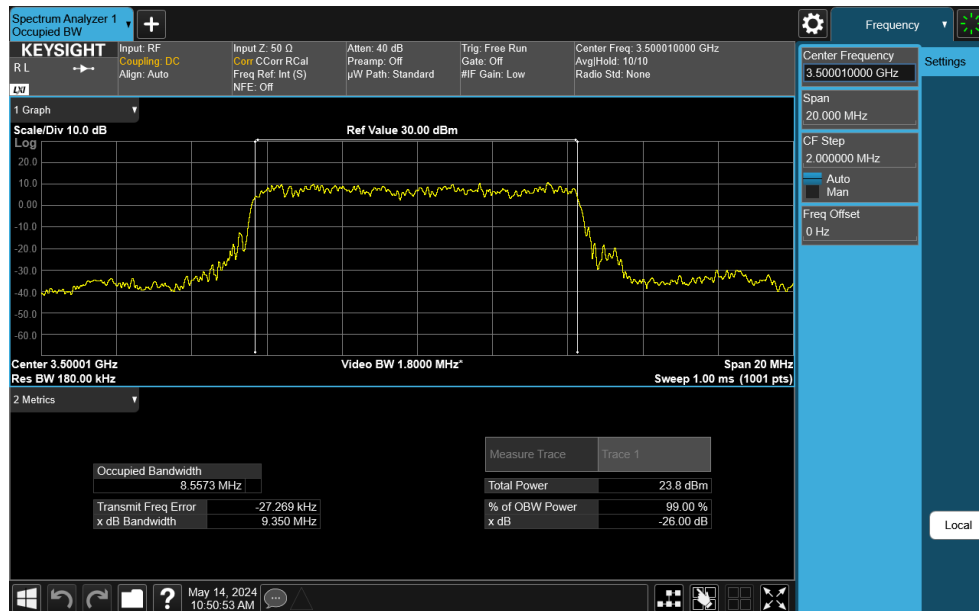 Spectrum Analyzer 1
Occupied BW
Frequency
KEYSIGHT
R L
LXI
Input: RF
Coupling: DC
Align: Auto
Input Z: 50 Ω
Corr CCorr RCal
Freq Ref: Int (S)
NFE: Off
Atten: 40 dB
Preamp: Off
µW Path: Standard
Trig: Free Run
Gate: Off
#IF Gain: Low
Center Freq: 3.500010000 GHz
Avg|Hold: 10/10
Radio Std: None
Center Frequency
3.500010000 GHz
Settings
Span
20.000 MHz
CF Step
2.000000 MHz
Auto
Man
Freq Offset
0 Hz
Local
1 Graph
Scale/Div 10.0 dB
Ref Value 30.00 dBm
Log
20.0
10.0
0.00
-10.0
-20.0
-30.0
-40.0
-50.0
-60.0
Center 3.50001 GHz
Video BW 1.8000 MHz*
Span 20 MHz
Res BW 180.00 kHz
Sweep 1.00 ms (1001 pts)
2 Metrics
Measure Trace
Trace 1
Occupied Bandwidth
8.5573 MHz
Total Power
23.8 dBm
Transmit Freq Error
-27.269 kHz
% of OBW Power
99.00 %
x dB Bandwidth
9.350 MHz
x dB
-26.00 dB
?
May 14, 2024
10:50:53 AM